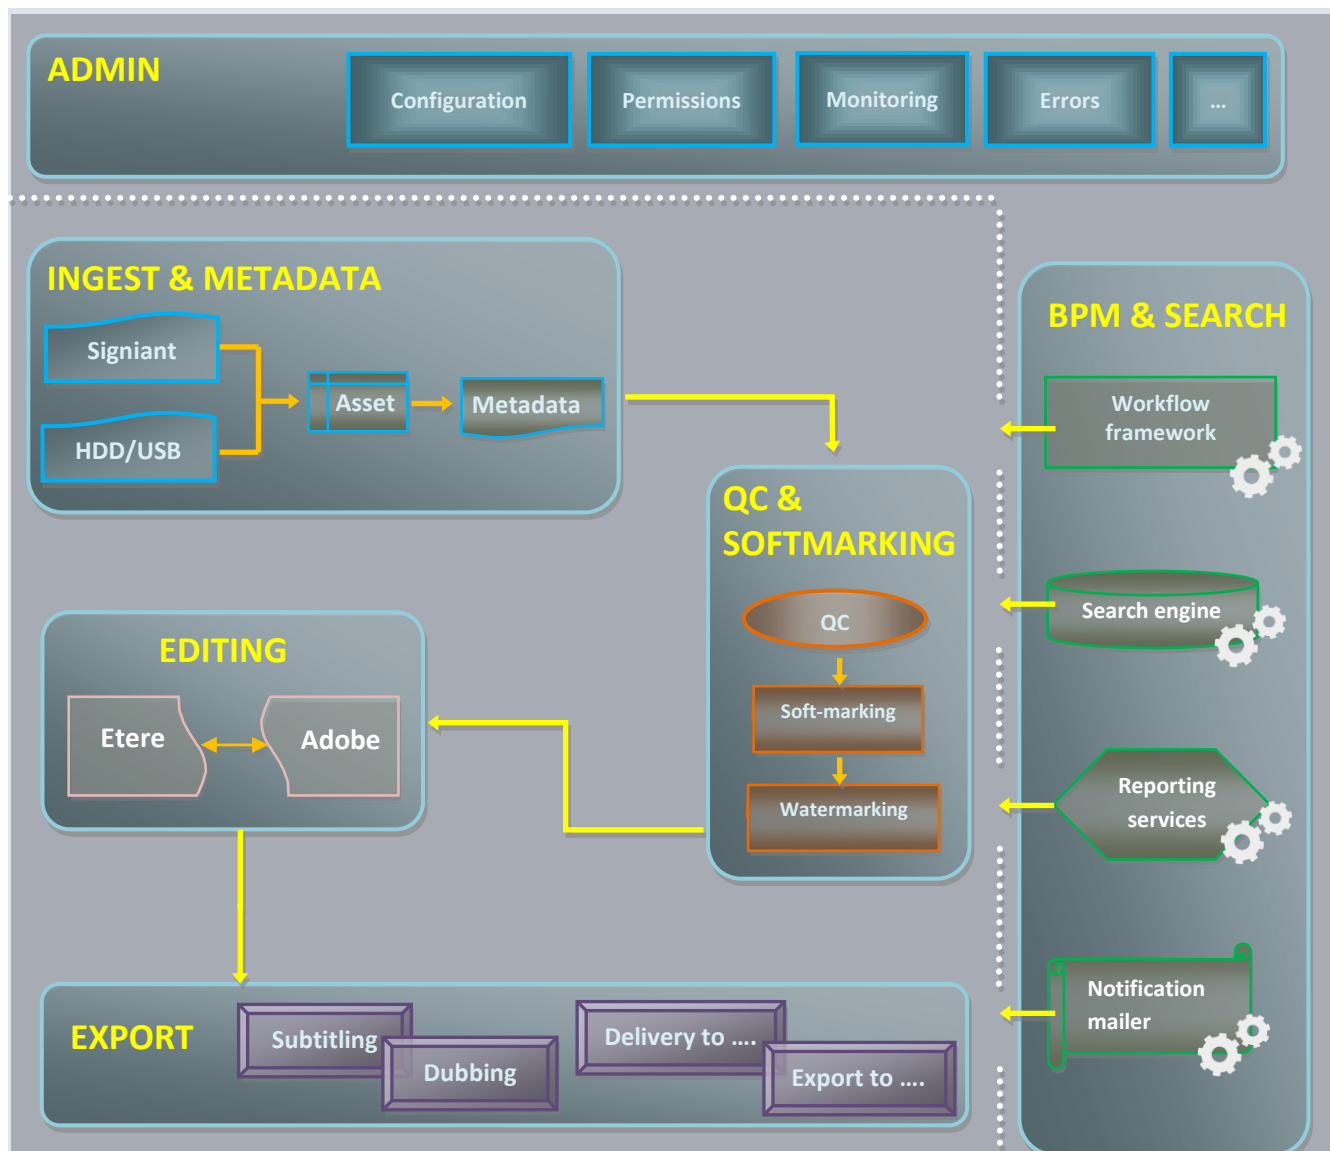 ADMIN
Configuration
Permissions
Monitoring
Errors
...
INGEST & METADATA
Signiant
HDD/USB
Asset
Metadata
BPM & SEARCH
Workflow
framework
Search engine
Reporting
services
Notification
mailer
QC &
SOFTMARKING
QC
Soft-marking
Watermarking
EDITING
Etere
Adobe
EXPORT
Subtitling
Dubbing
Delivery to ....
Export to ....